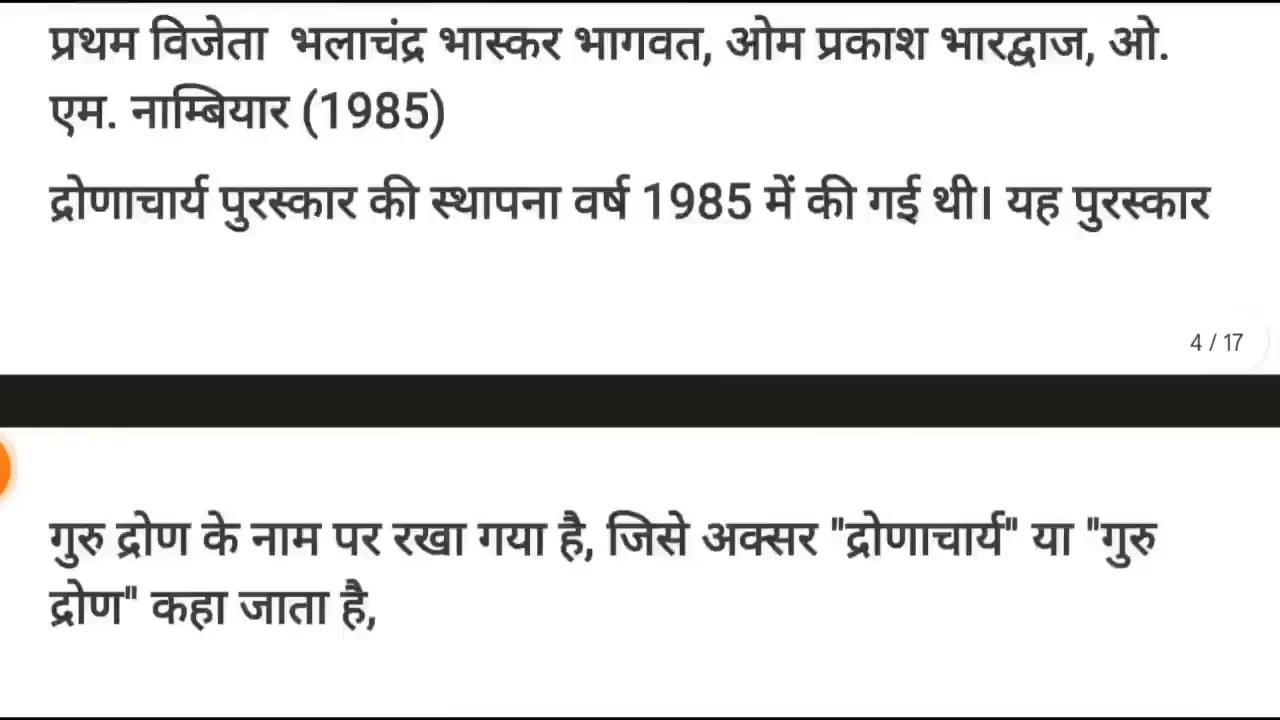 प्रथम विजेता भलाचंद्र भास्कर भागवत, ओम प्रकाश भारद्वाज, ओ.
एम. नाम्बियार (1985)
द्रोणाचार्य पुरस्कार की स्थापना वर्ष 1985 में की गई थी। यह पुरस्कार
4 / 17
गुरु द्रोण के नाम पर रखा गया है, जिसे अक्सर "द्रोणाचार्य" या "गुरु
द्रोण" कहा जाता है,